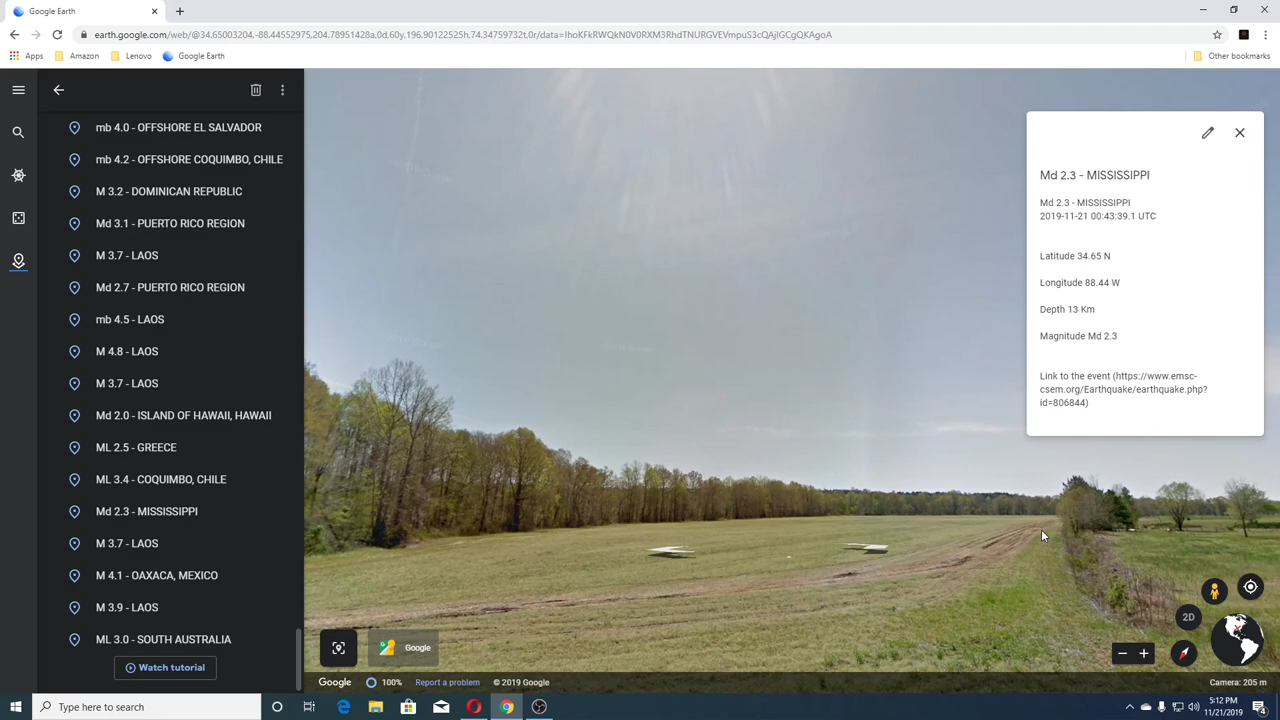 Google Earth
earth.google.com/web/@34.65003204,-88.44552975,204.78951428a,0d,60y,196.90122525h,74.34759732t,0r/data=IhoKFkRWQkN0V0RXM3RhdTNURGVEVmpuS3cQAjIGCgQKAgoA
Apps
Amazon
Lenovo
Google Earth
Other bookmarks
mb 4.0 - OFFSHORE EL SALVADOR
mb 4.2 - OFFSHORE COQUIMBO, CHILE
M 3.2 - DOMINICAN REPUBLIC
Md 3.1 - PUERTO RICO REGION
M 3.7 - LAOS
Md 2.7 - PUERTO RICO REGION
mb 4.5 - LAOS
M 4.8 - LAOS
M 3.7 - LAOS
Md 2.0 - ISLAND OF HAWAII, HAWAII
ML 2.5 - GREECE
ML 3.4 - COQUIMBO, CHILE
Md 2.3 - MISSISSIPPI
M 3.7 - LAOS
M 4.1 - OAXACA, MEXICO
M 3.9 - LAOS
ML 3.0 - SOUTH AUSTRALIA
Watch tutorial
Md 2.3 - MISSISSIPPI
Md 2.3 - MISSISSIPPI
2019-11-21 00:43:39.1 UTC
Latitude 34.65 N
Longitude 88.44 W
Depth 13 Km
Magnitude Md 2.3
Link to the event (https://www.emsc-
csem.org/Earthquake/earthquake.php?
id=806844)
2D
Google
Google
100%
Report a problem
© 2019 Google
Camera: 205 m
Type here to search
5:12 PM
11/21/2019
4